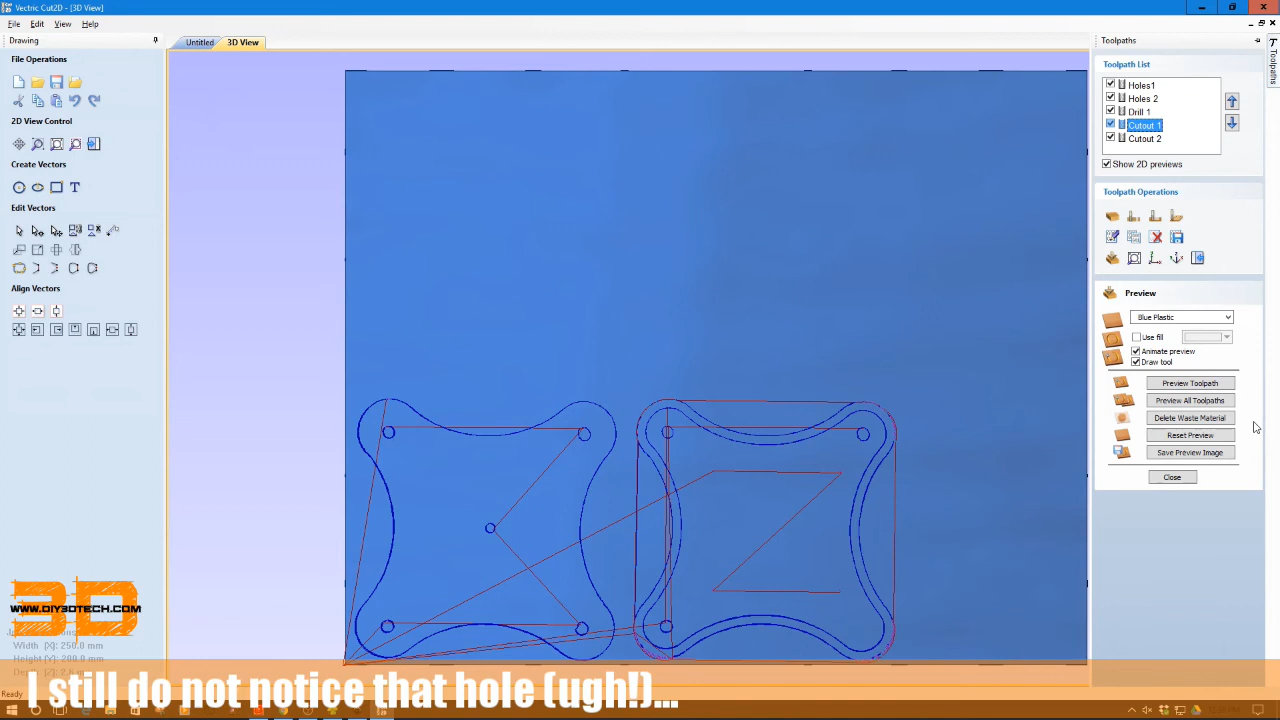 Vectric Cut2D - [3D View]
File Edit View Help
Drawing
File Operations
2D View Control
Create Vectors
Edit Vectors
Align Vectors
Untitled
3D View
Toolpaths
Toolpaths
Toolpath List
Holes1
Holes 2
Drill 1
Cutout 1
Cutout 2
Show 2D previews
Toolpath Operations
Preview
Blue Plastic
Use fill
Animate preview
Draw tool
Preview Toolpath
Preview All Toolpaths
Delete Waste Material
Reset Preview
Save Preview Image
Close
3D
WWW.DIY3DTECH.COM
Width [X]: 250.0 mm
Height [Y]: 200.0 mm
Ready
I still do not notice that hole (ugh!)...